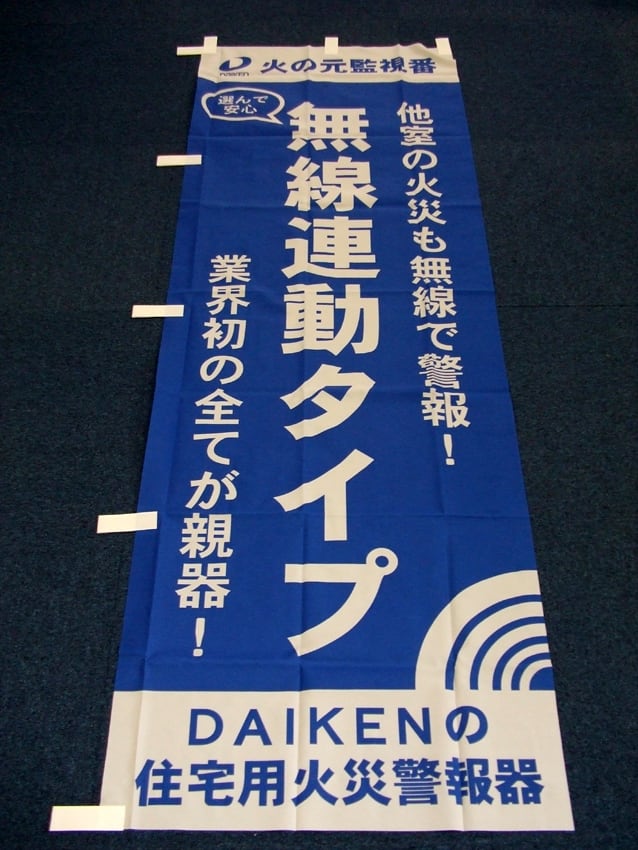 DAIKEN
火の元監視番
選んで
安心
他室の火災も無線で警報！
無線連動タイプ
業界初の全てが親器！
DAIKENの
住宅用火災警報器